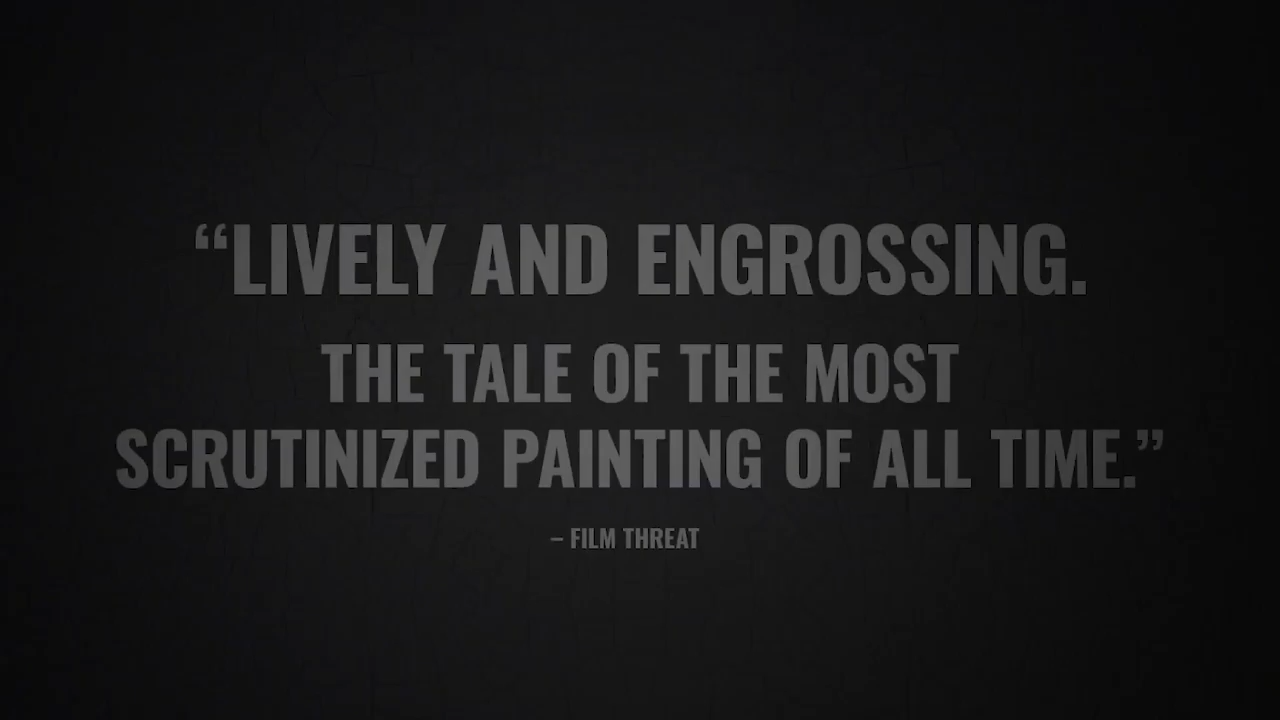 “LIVELY AND ENGROSSING.
THE TALE OF THE MOST
SCRUTINIZED PAINTING OF ALL TIME.”
– FILM THREAT